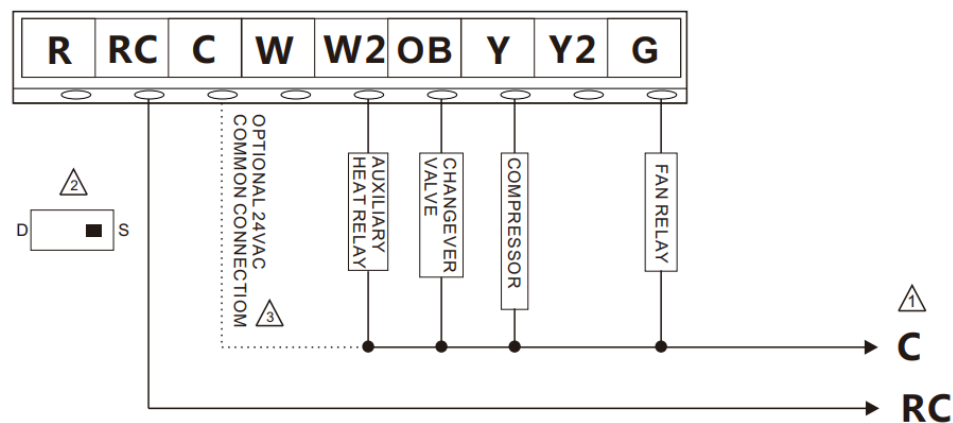 R RC C W W2 OB Y Y2 G
OPTIONAL 24VAC
COMMON CONNECTIOM
AUXILIARY
HEAT RELAY
CHANGEVER
VALVE
COMPRESSOR
FAN RELAY
2
D S
3
1
C
RC